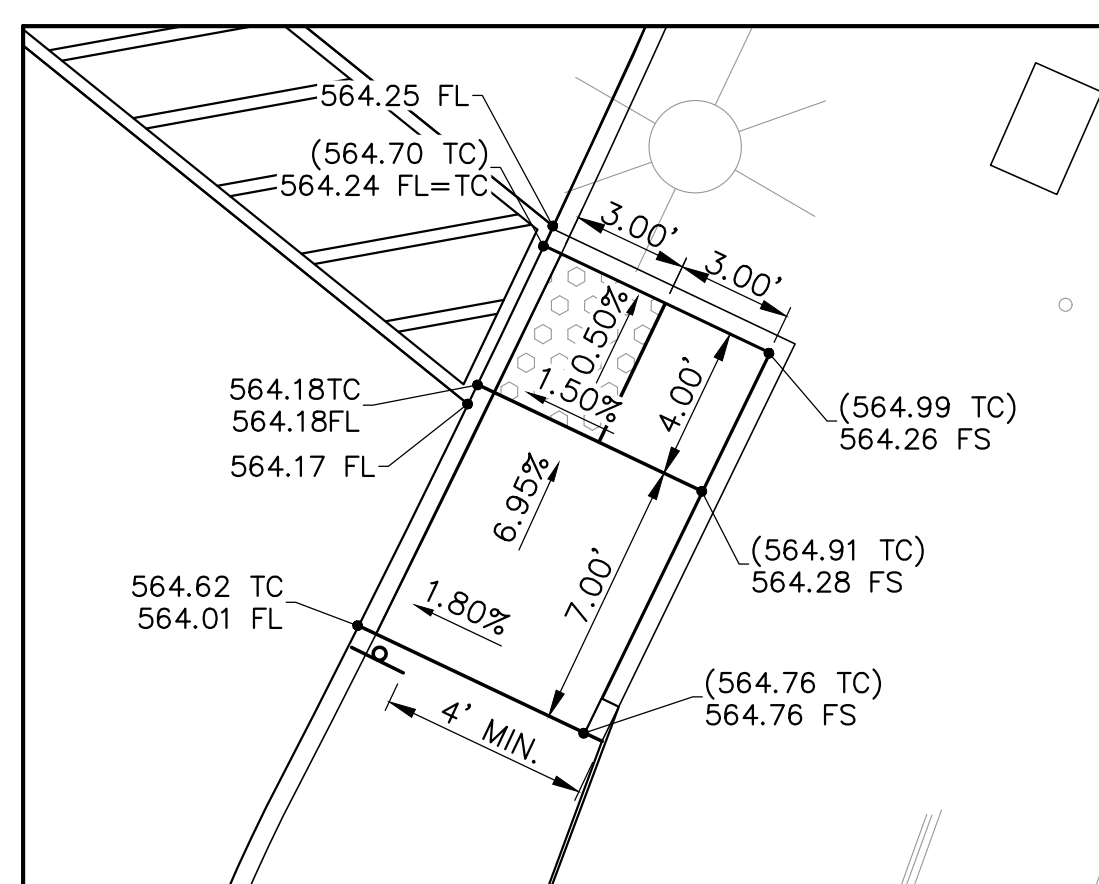 564.25 FL
(564.70 TC)
564.24 FL=TC
3.00'
3.00'
0.50%
1.50%
4.00'
564.18TC
564.18FL
(564.99 TC)
564.26 FS
564.17 FL
6.95%
(564.91 TC)
564.28 FS
7.00'
564.62 TC
564.01 FL
1.80%
(564.76 TC)
564.76 FS
4' MIN.